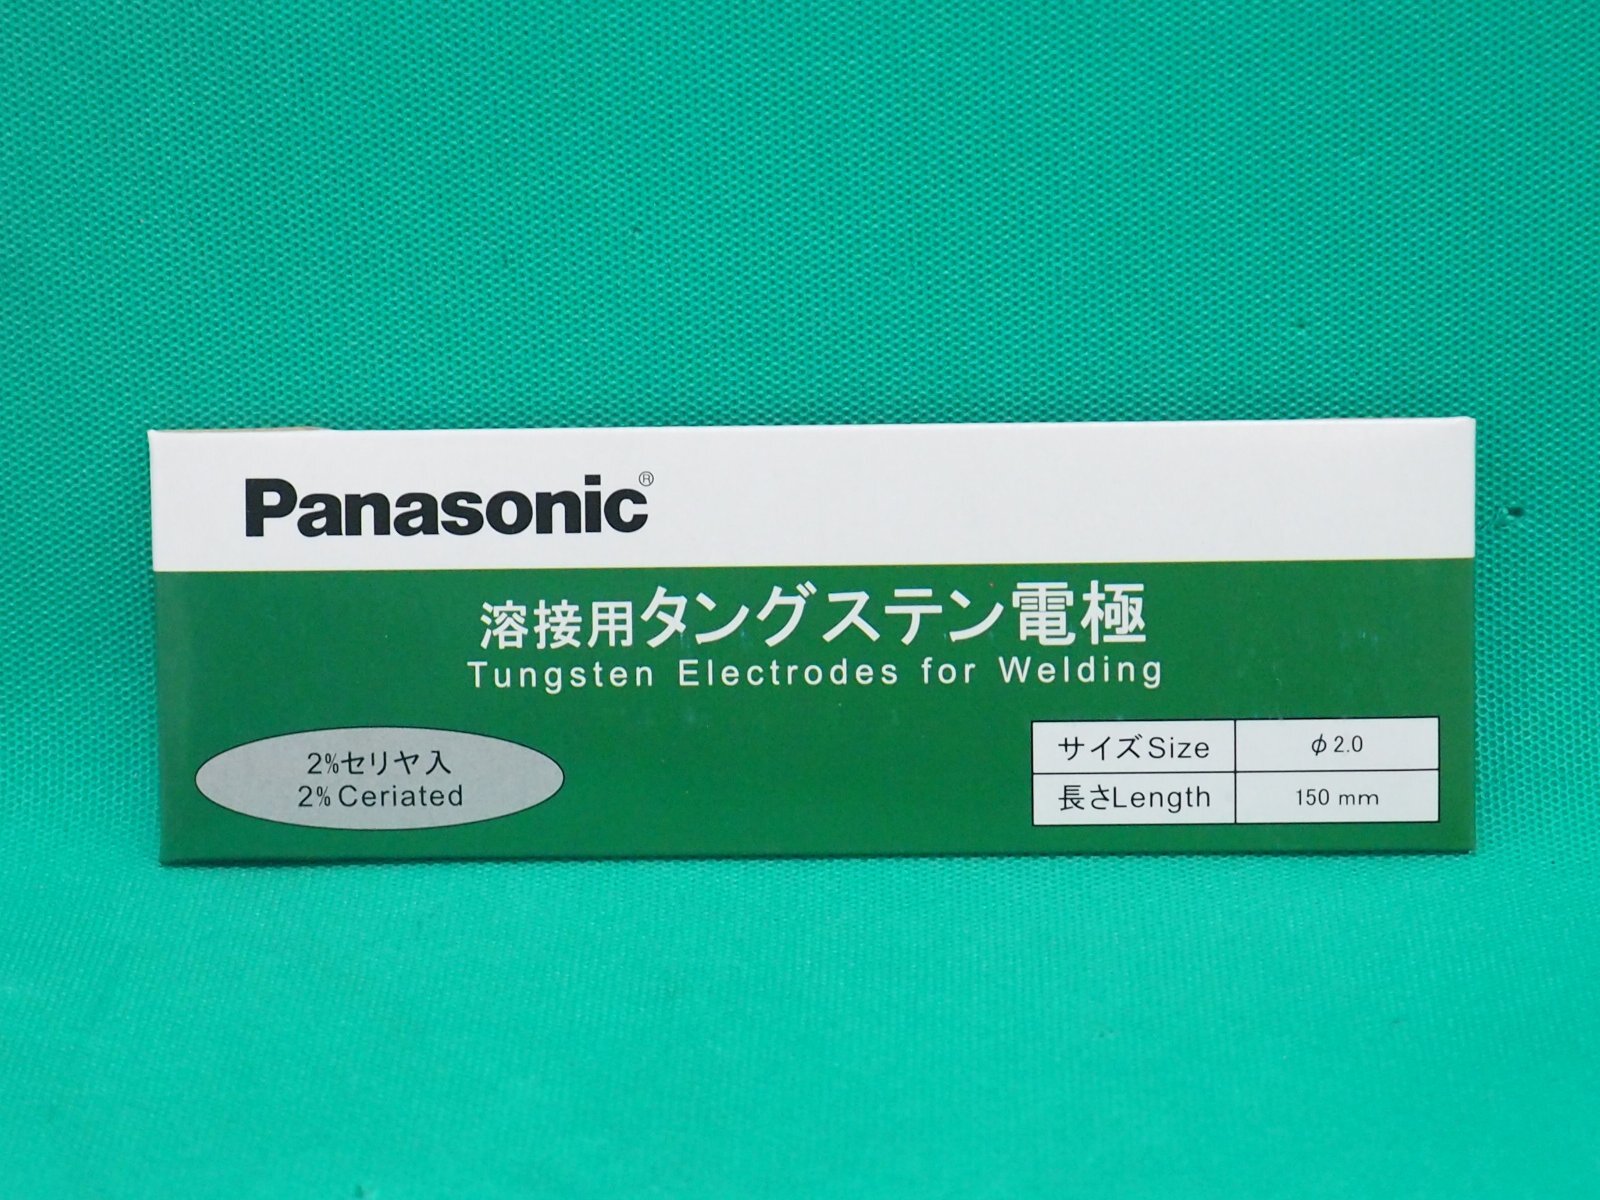 Panasonic®
溶接用タングステン電極
Tungsten Electrodes for Welding
2%セリヤ入
2% Ceriated
サイズSize φ2.0
長さLength 150 mm